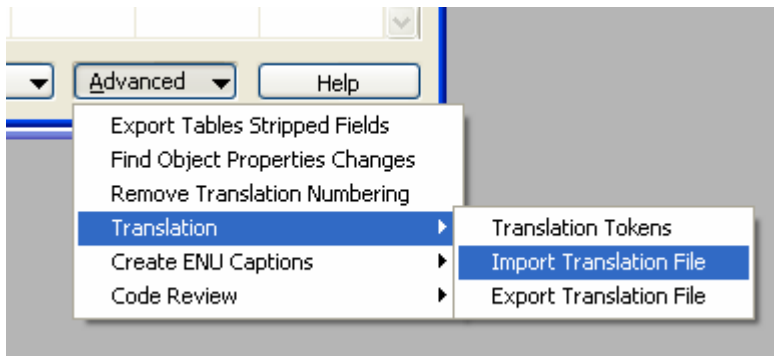 Advanced
Help
Export Tables Stripped Fields
Find Object Properties Changes
Remove Translation Numbering
Translation
Create ENU Captions
Code Review
Translation Tokens
Import Translation File
Export Translation File